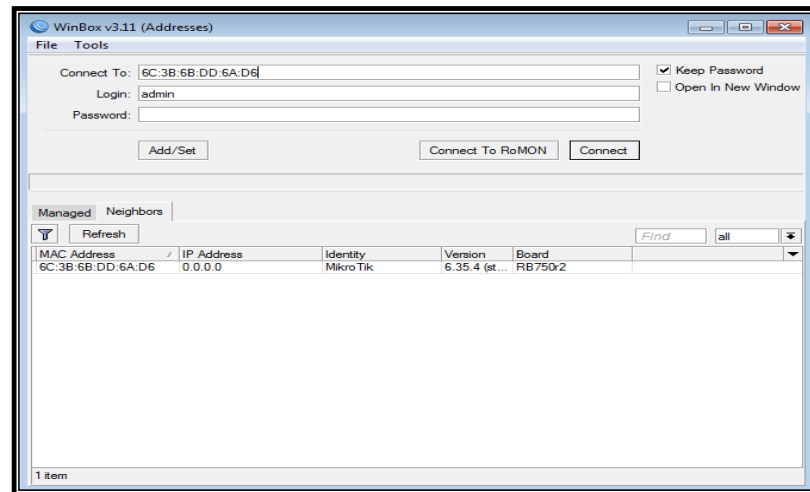 WinBox v3.11 (Addresses)
File Tools
Connect To: 6C:3B:6B:DD:6A:D6
Keep Password
Login: admin
Open In New Window
Password:
Add/Set Connect To RoMON Connect
Managed Neighbors
Refresh Find all
MAC Address IP Address Identity Version Board
6C:3B:6B:DD:6A:D6 0.0.0.0 MikroTik 6.35.4 (st... RB750r2
1 item